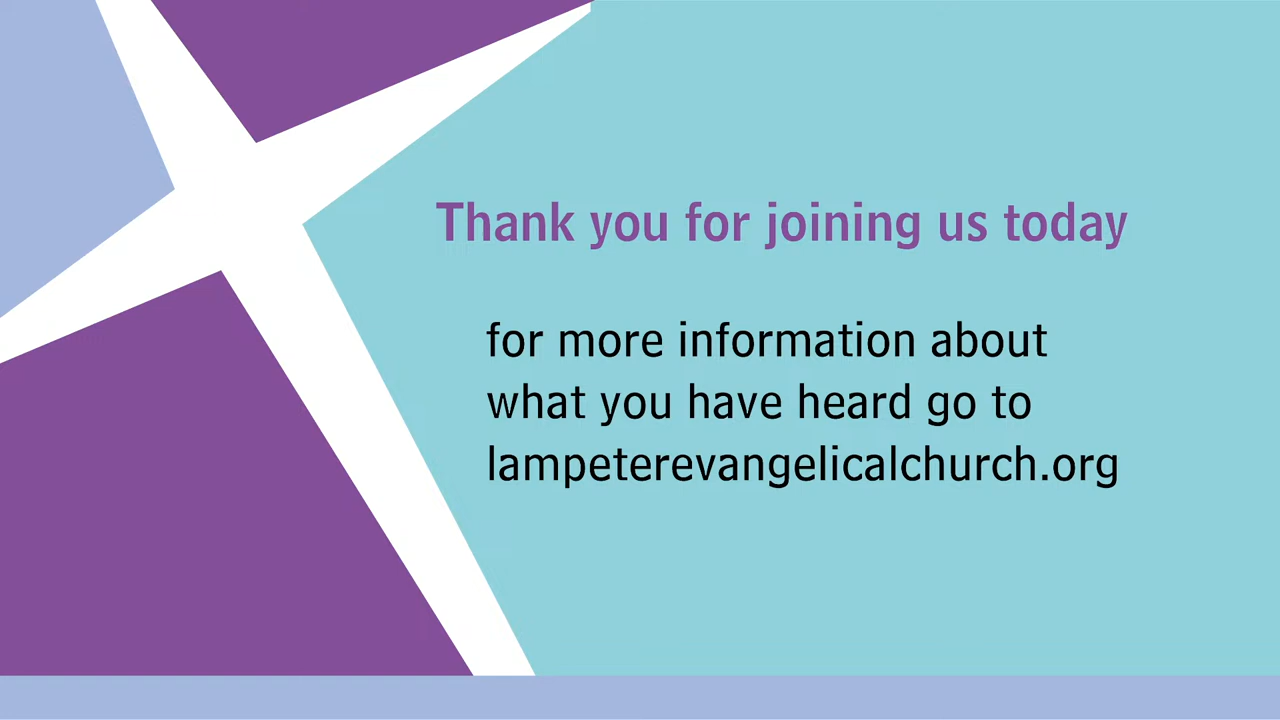 Thank you for joining us today
for more information about
what you have heard go to
lampeterevangelicalchurch.org